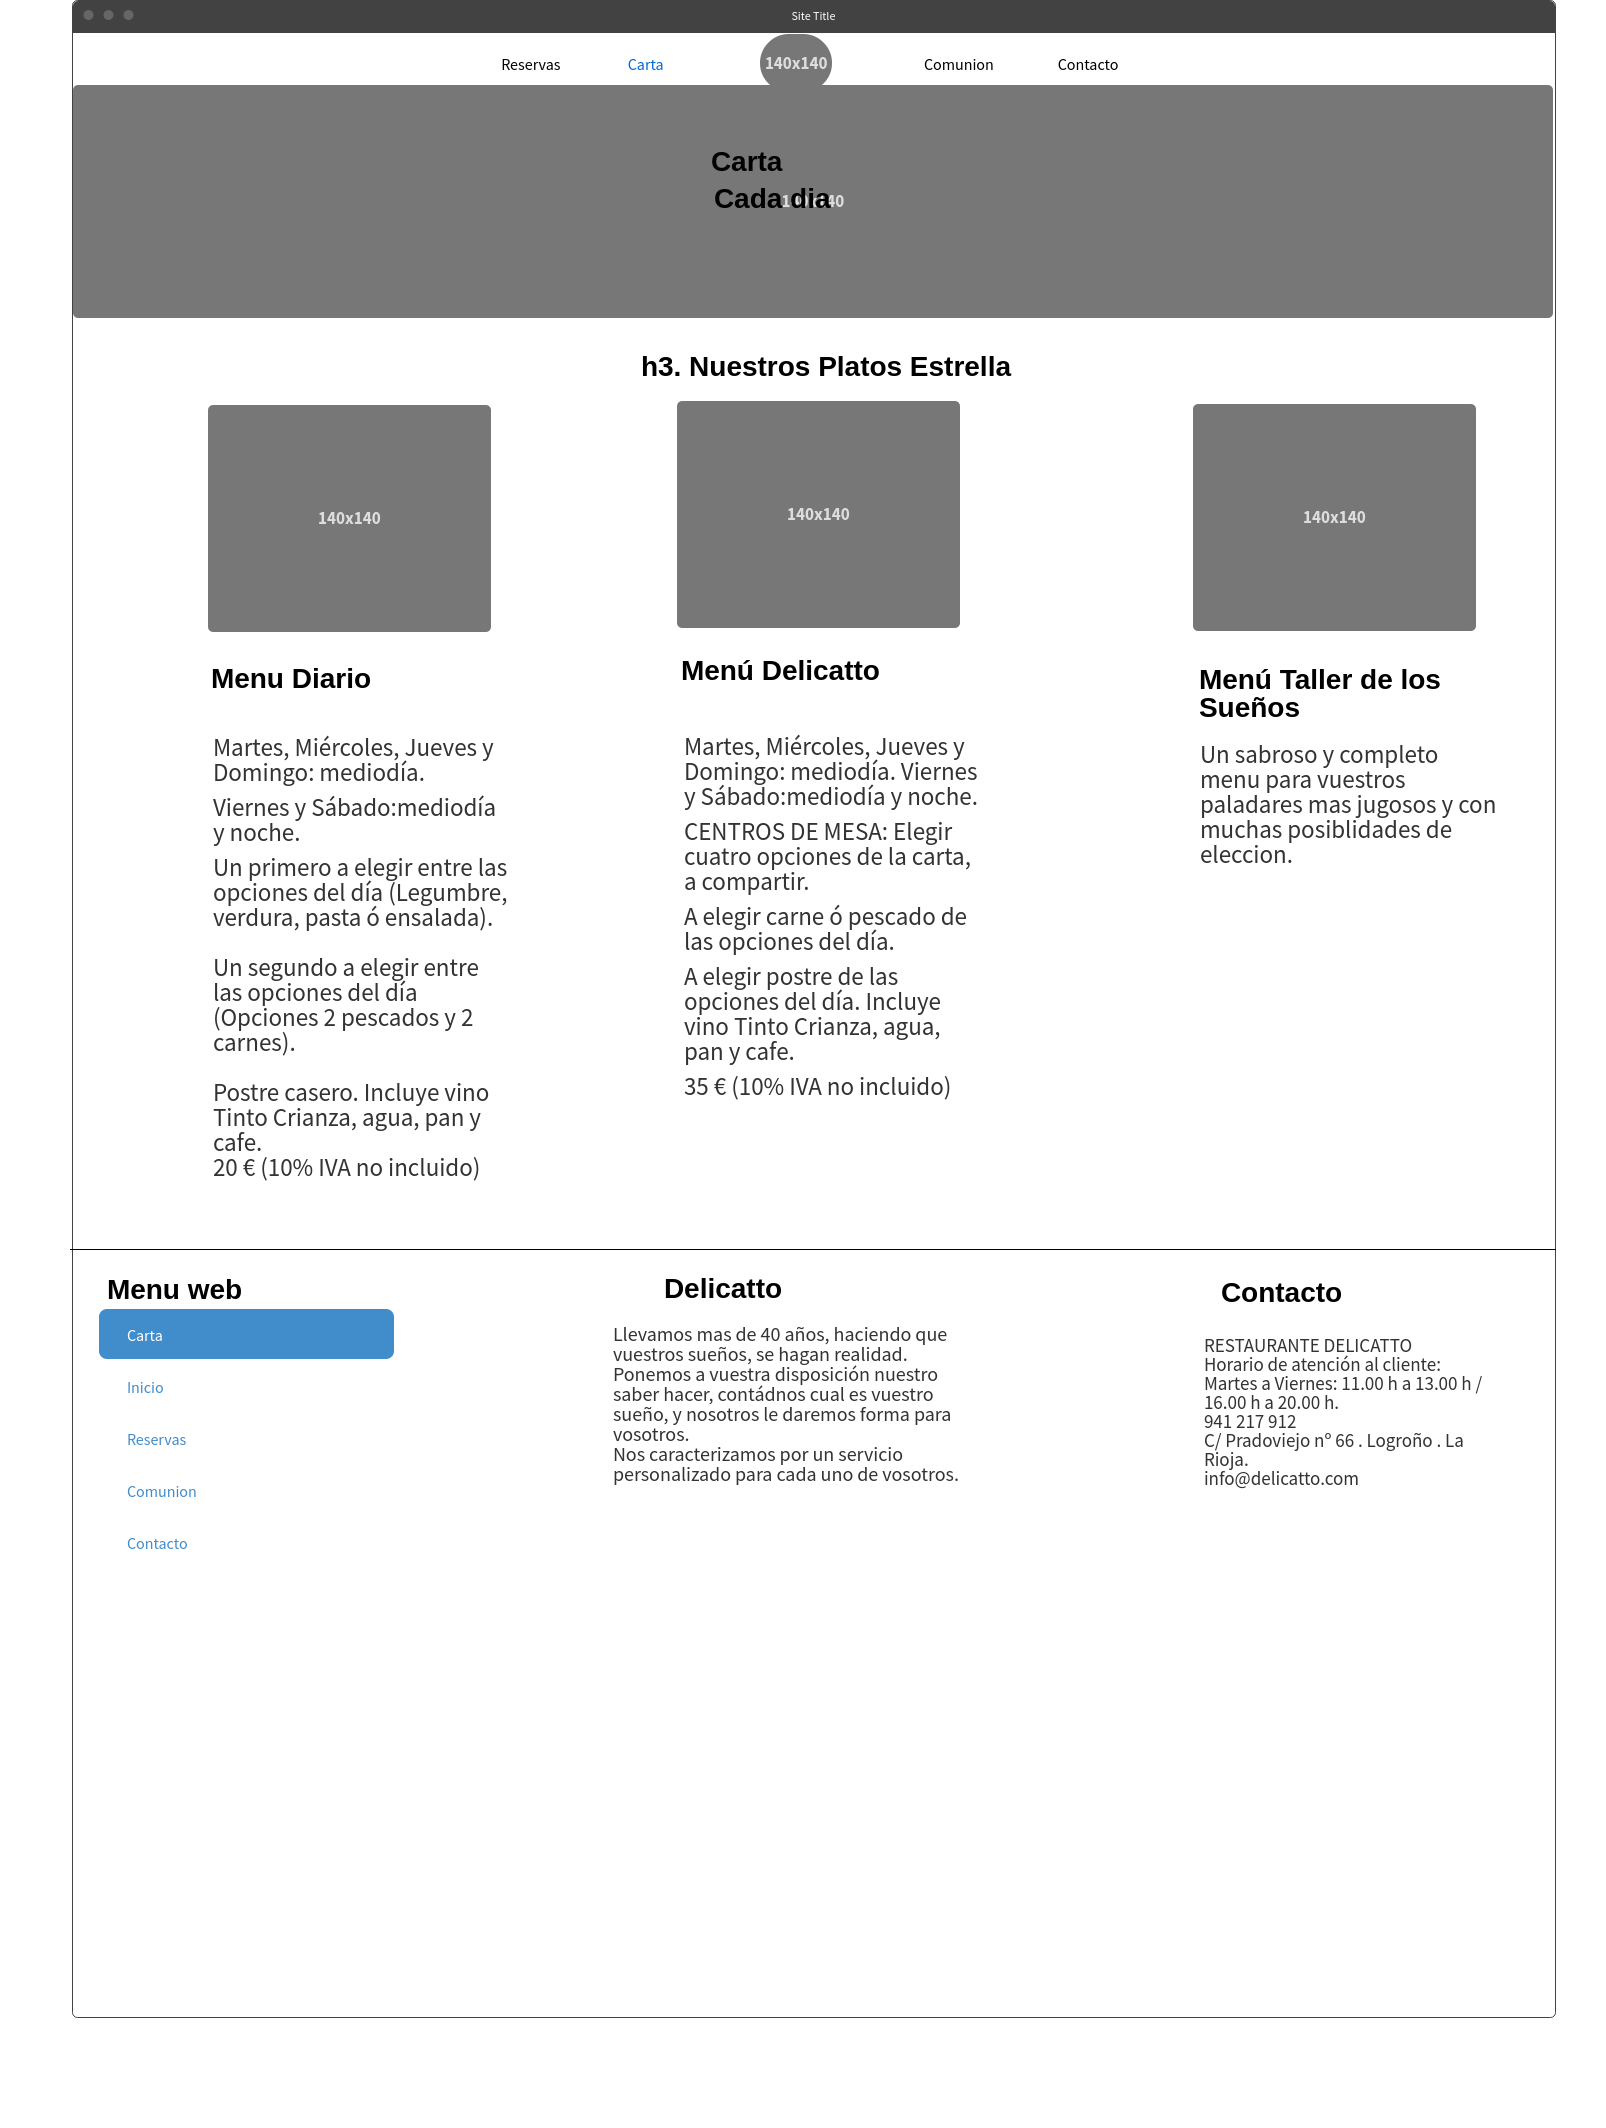 Site Title
Reservas Carta 140x140 Comunion Contacto
Carta
Cada dia
h3. Nuestros Platos Estrella
140x140
140x140
140x140
Menu Diario
Martes, Miércoles, Jueves y
Domingo: mediodía.
Viernes y Sábado:mediodía
y noche.
Un primero a elegir entre las
opciones del día (Legumbre,
verdura, pasta ó ensalada).
Un segundo a elegir entre
las opciones del día
(Opciones 2 pescados y 2
carnes).
Postre casero. Incluye vino
Tinto Crianza, agua, pan y
cafe.
20 € (10% IVA no incluido)
Menú Delicatto
Martes, Miércoles, Jueves y
Domingo: mediodía. Viernes
y Sábado:mediodía y noche.
CENTROS DE MESA: Elegir
cuatro opciones de la carta,
a compartir.
A elegir carne ó pescado de
las opciones del día.
A elegir postre de las
opciones del día. Incluye
vino Tinto Crianza, agua,
pan y cafe.
35 € (10% IVA no incluido)
Menú Taller de los
Sueños
Un sabroso y completo
menu para vuestros
paladares mas jugosos y con
muchas posiblidades de
eleccion.
Menu web
Carta
Inicio
Reservas
Comunion
Contacto
Delicatto
Llevamos mas de 40 años, haciendo que
vuestros sueños, se hagan realidad.
Ponemos a vuestra disposición nuestro
saber hacer, contádnos cual es vuestro
sueño, y nosotros le daremos forma para
vosotros.
Nos caracterizamos por un servicio
personalizado para cada uno de vosotros.
Contacto
RESTAURANTE DELICATTO
Horario de atención al cliente:
Martes a Viernes: 11.00 h a 13.00 h /
16.00 h a 20.00 h.
941 217 912
C/ Pradoviejo nº 66 . Logroño . La
Rioja.
info@delicatto.com